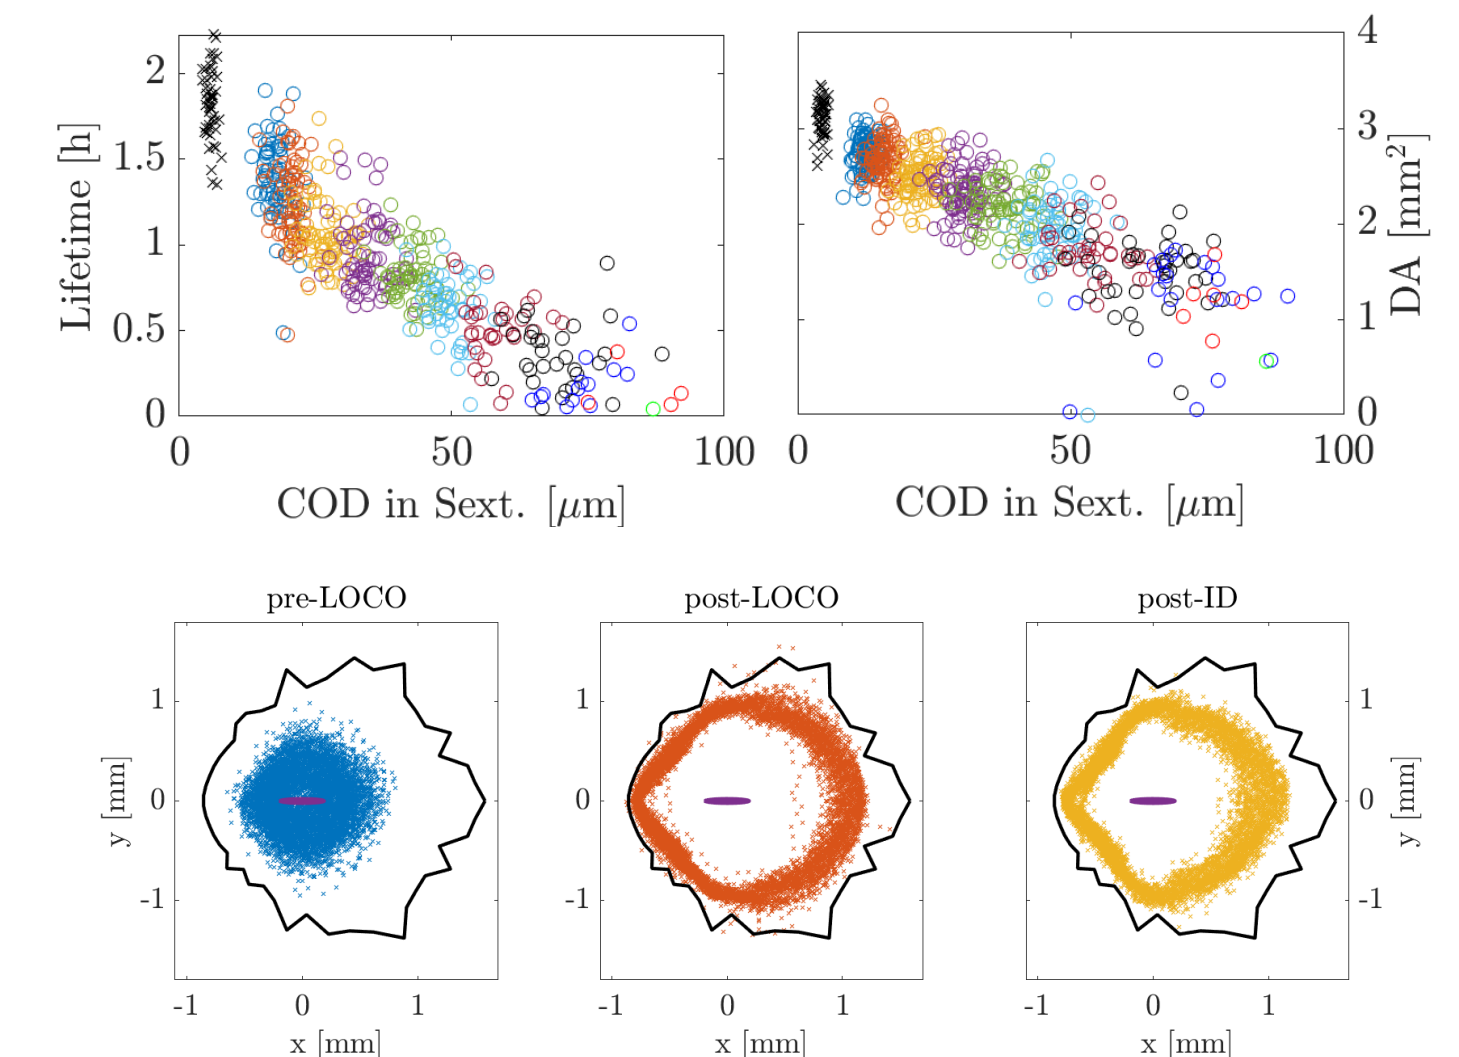 2
1.5
1
0.5
0
Lifetime [h]
0
50
100
COD in Sext. [μm]
4
3
2
1
0
DA [mm²]
0
50
100
COD in Sext. [μm]
pre-LOCO
post-LOCO
post-ID
1
0
-1
y [mm]
-1
0
1
x [mm]
1
0
-1
-1
0
1
x [mm]
1
0
-1
y [mm]
-1
0
1
x [mm]